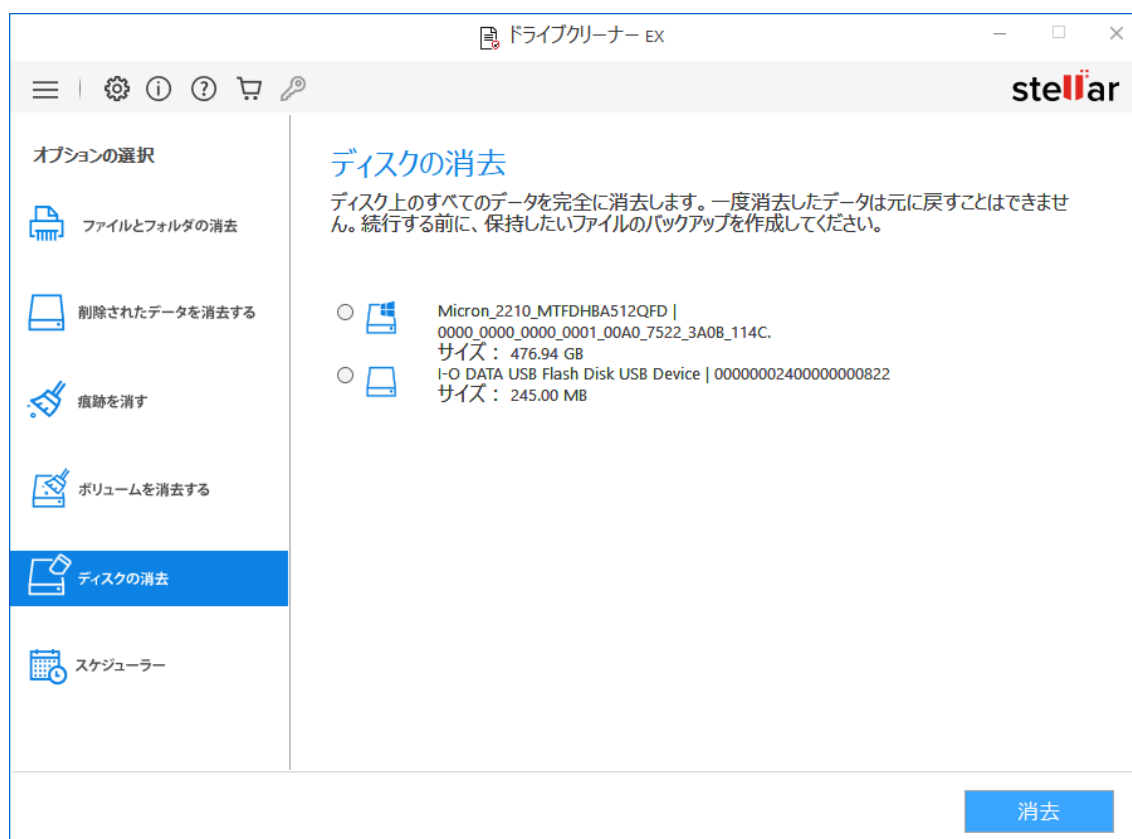 ドライブクリーナー EX
stellar
オプションの選択
ファイルとフォルダの消去
削除されたデータを消去する
痕跡を消す
ボリュームを消去する
ディスクの消去
スケジューラー
ディスクの消去
ディスク上のすべてのデータを完全に消去します。一度消去したデータは元に戻すことはできませ
ん。続行する前に、保持したいファイルのバックアップを作成してください。
Micron_2210_MTFDHBA512QFD |
0000_0000_0000_0001_00A0_7522_3A0B_114C.
サイズ： 476.94 GB
I-O DATA USB Flash Disk USB Device | 00000002400000000822
サイズ： 245.00 MB
消去